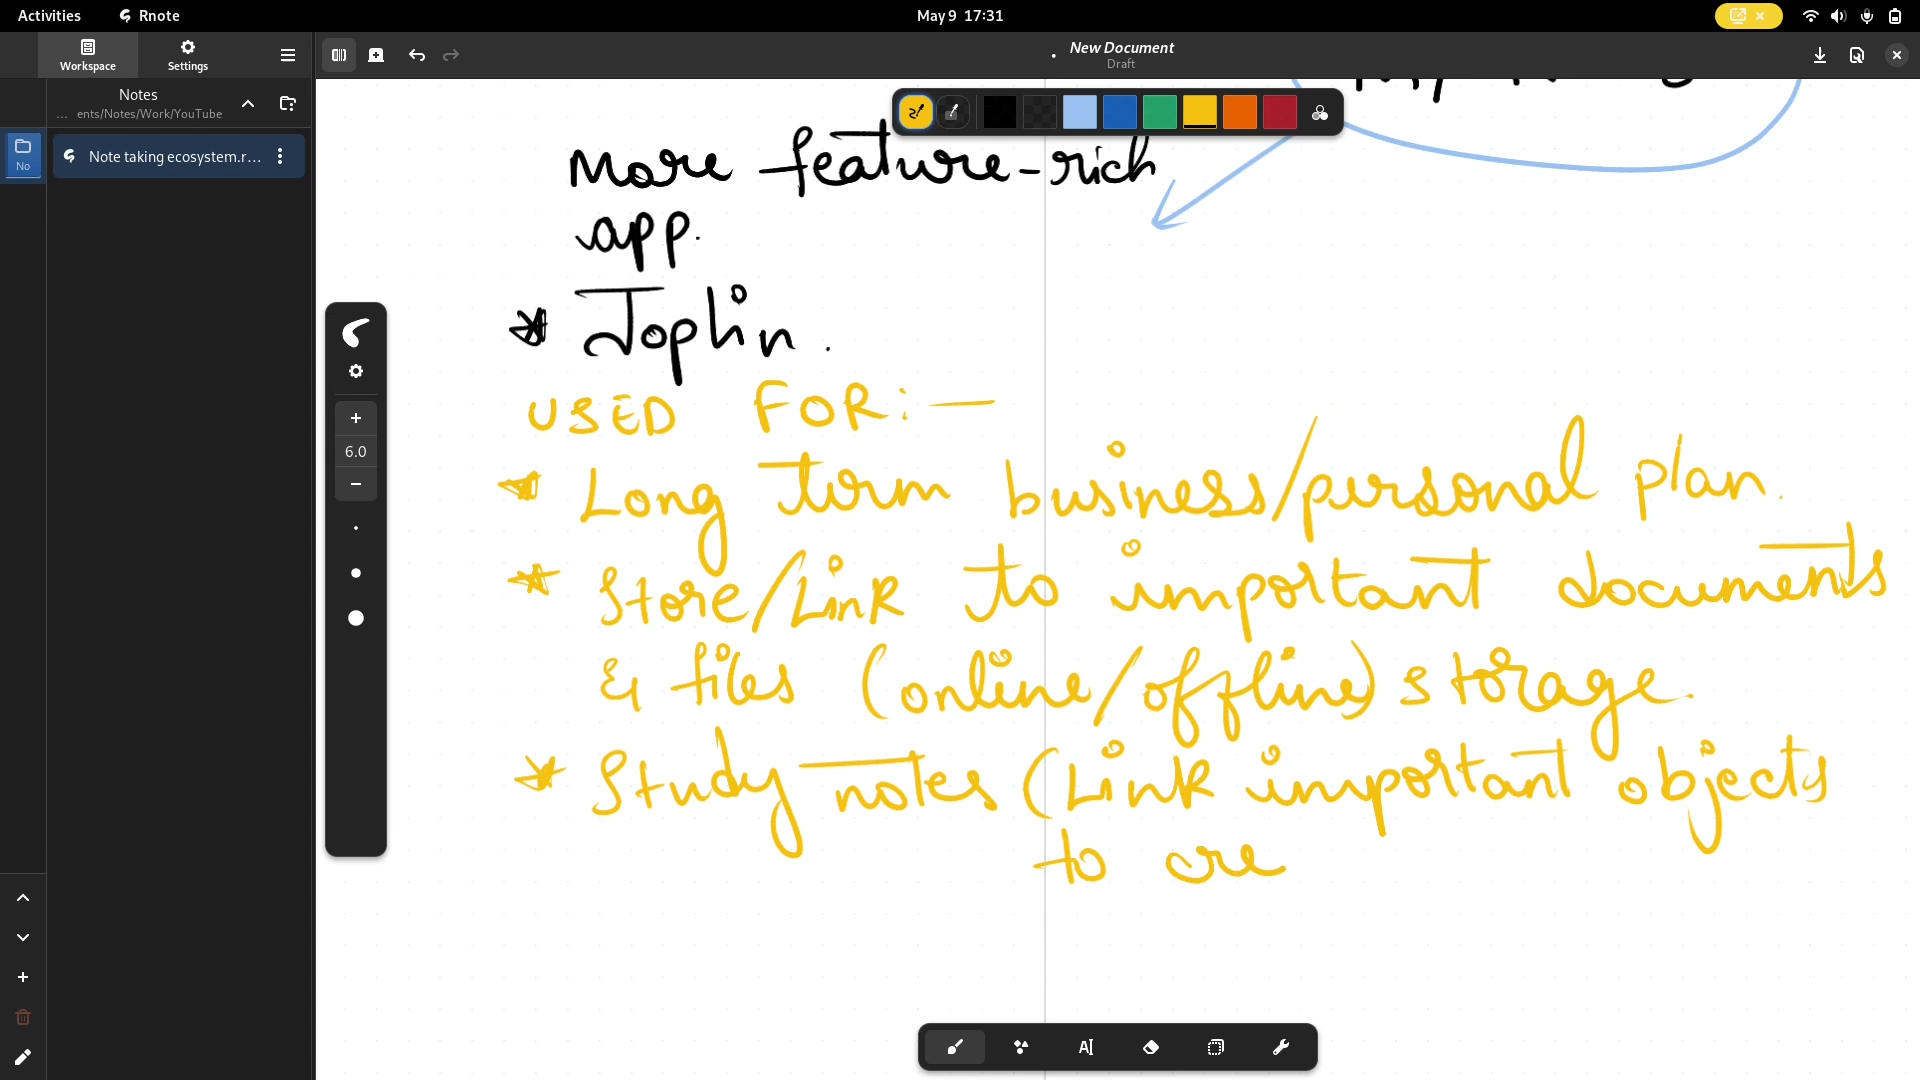 Activities
Rnote
May 9 17:31
Workspace
Settings
New Document
Draft
Notes
... ents/Notes/Work/YouTube
No
Note taking ecosystem.r...
More feature-rich
app.
* Joplin.
USED FOR:—
* Long term business/personal plan.
6.0
* Store/Link to important documents
& files (online/offline) storage.
* Study notes (Link important objects
to